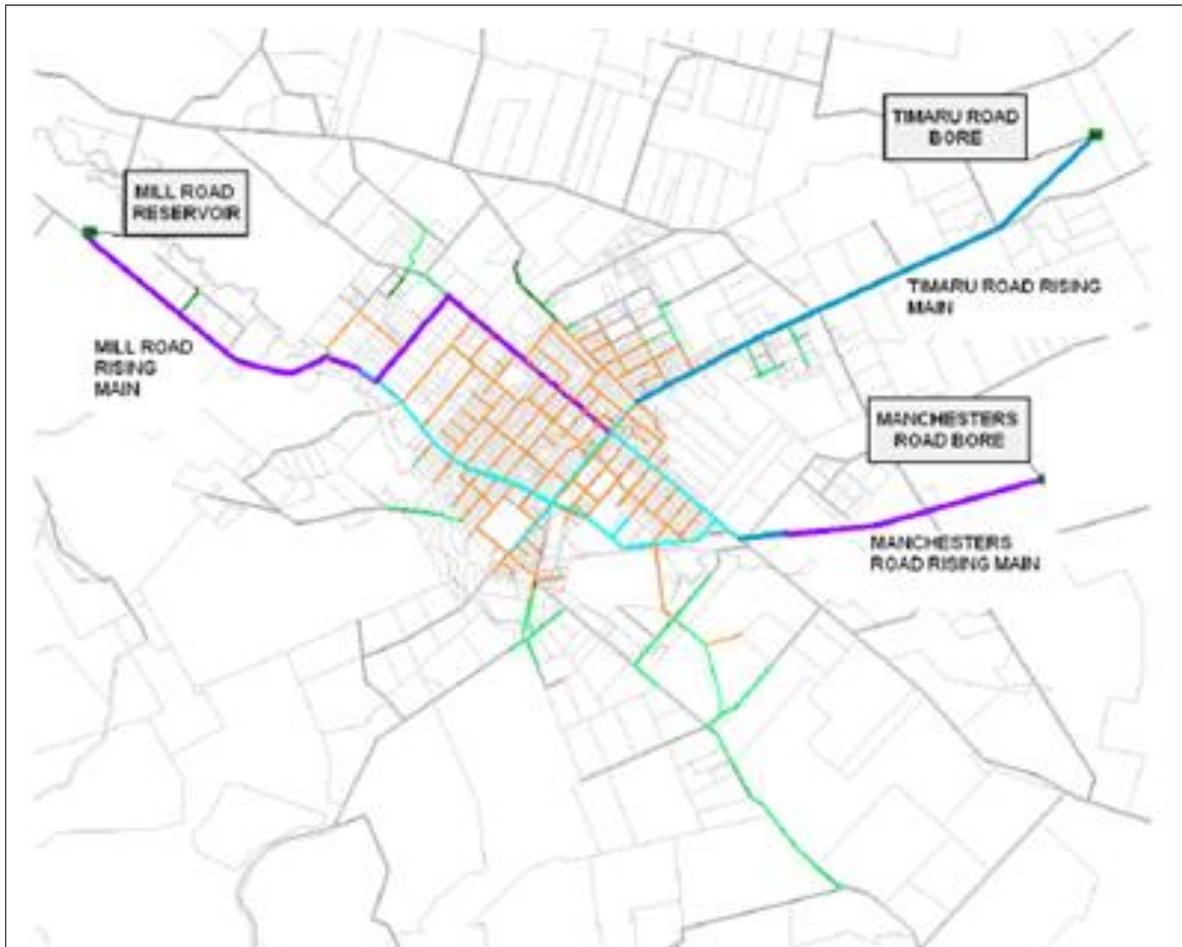 TIMARU ROAD
BORE
MILL ROAD
RESERVOIR
TIMARU ROAD RISING
MAIN
MILL ROAD
RISING
MAIN
MANCHESTERS
ROAD BORE
MANCHESTERS
ROAD RISING MAIN